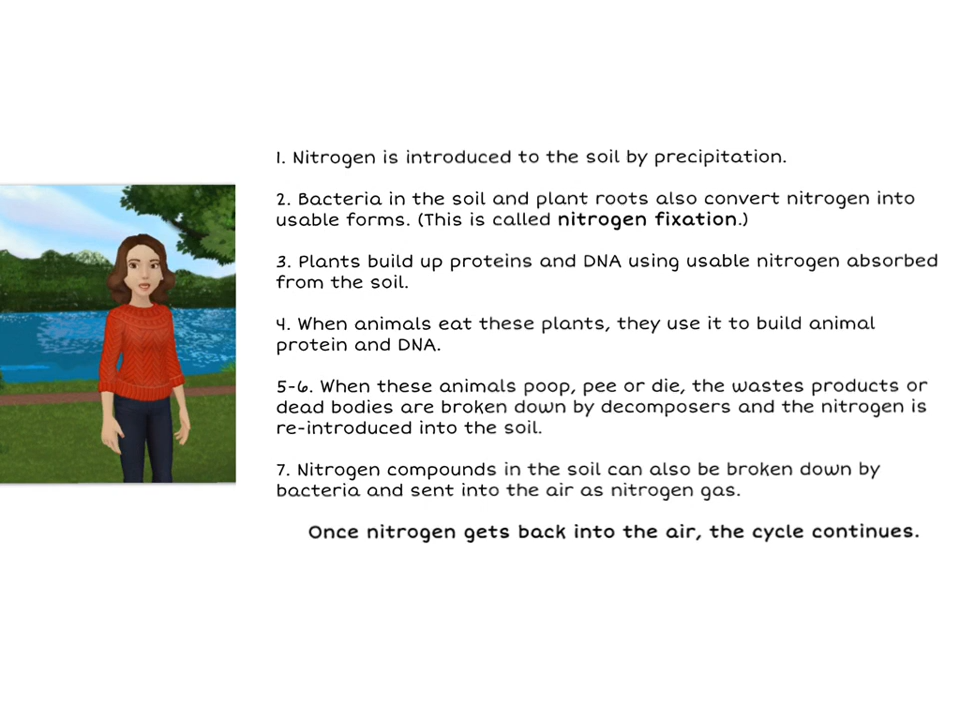 1. Nitrogen is introduced to the soil by precipitation.
2. Bacteria in the soil and plant roots also convert nitrogen into
usable forms. (This is called nitrogen fixation.)
3. Plants build up proteins and DNA using usable nitrogen absorbed
from the soil.
4. When animals eat these plants, they use it to build animal
protein and DNA.
5-6. When these animals poop, pee or die, the wastes products or
dead bodies are broken down by decomposers and the nitrogen is
re-introduced into the soil.
7. Nitrogen compounds in the soil can also be broken down by
bacteria and sent into the air as nitrogen gas.
Once nitrogen gets back into the air, the cycle continues.